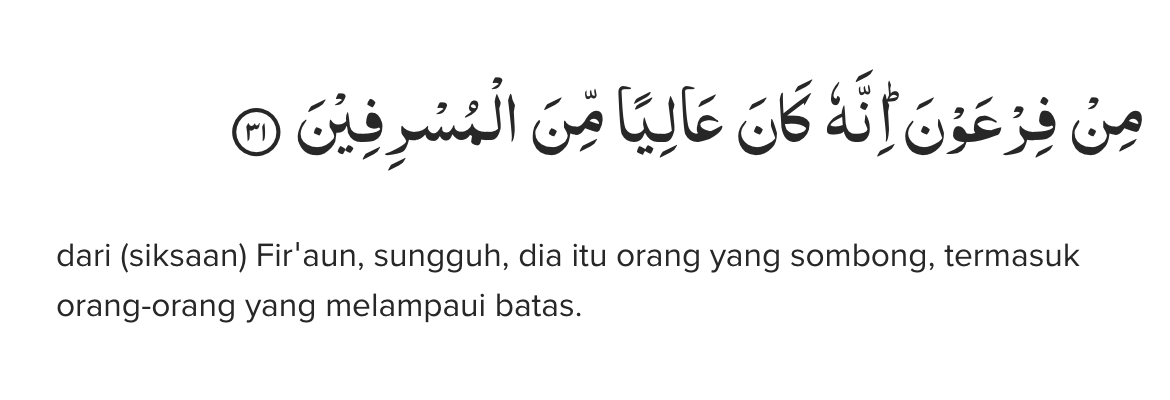 مِنْ فِرْعَوْنَ ۗاِنَّهٗ كَانَ عَالِيًا مِّنَ الْمُسْرِفِيْنَ ٣١
dari (siksaan) Fir'aun, sungguh, dia itu orang yang sombong, termasuk
orang-orang yang melampaui batas.